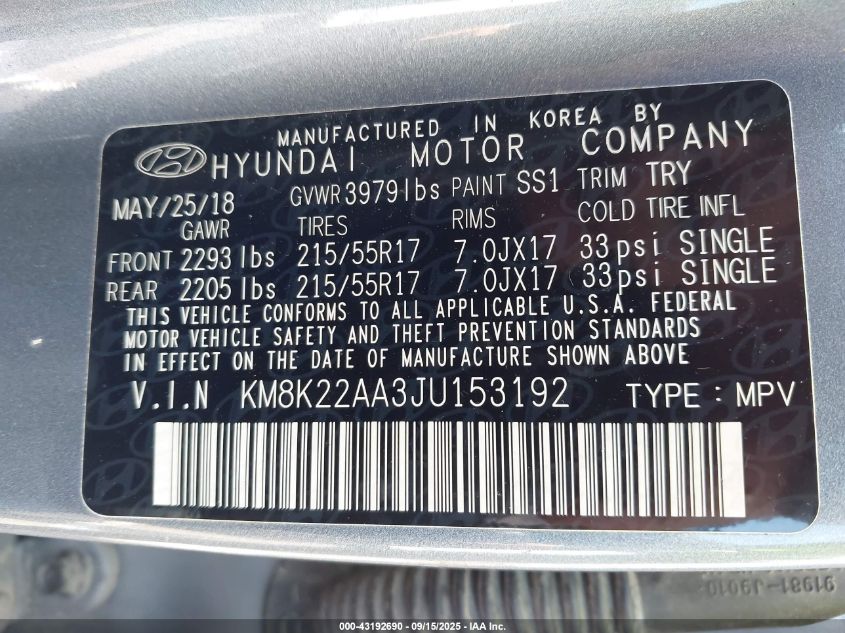 MANUFACTURED IN KOREA BY
HYUNDAI MOTOR COMPANY
MAY/25/18 GVWR 3979 lbs PAINT SS1 TRIM TRY
GAWR TIRES RIMS COLD TIRE INFL
FRONT 2293 lbs 215/55R17 7.0JX17 33 psi SINGLE
REAR 2205 lbs 215/55R17 7.0JX17 33 psi SINGLE
THIS VEHICLE CONFORMS TO ALL APPLICABLE U.S.A. FEDERAL
MOTOR VEHICLE SAFETY AND THEFT PREVENTION STANDARDS
IN EFFECT ON THE DATE OF MANUFACTURE SHOWN ABOVE
V.I.N KM8K22AA3JU153192 TYPE : MPV
91981-J9010
000-43192690 - 09/15/2025 - IAA Inc.